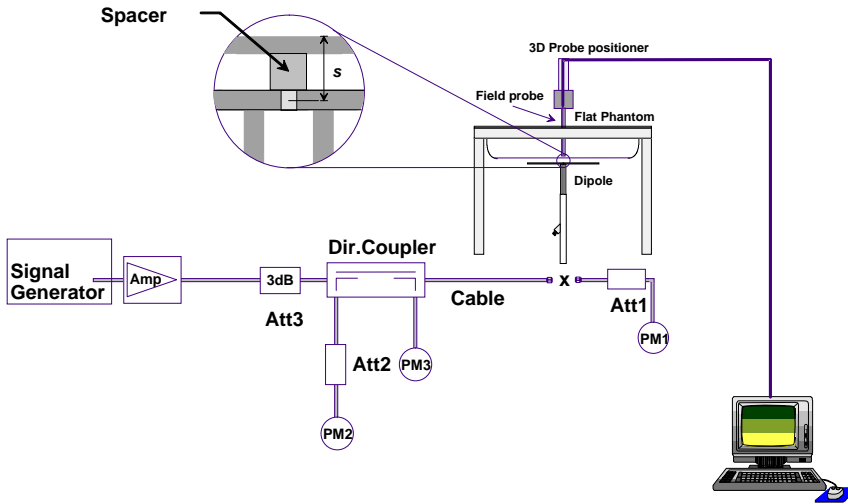 Spacer
s
3D Probe positioner
Field probe
Flat Phantom
Dipole
Signal
Generator
Amp
3dB
Att3
Dir.Coupler
Cable
x
Att1
PM1
Att2
PM3
PM2